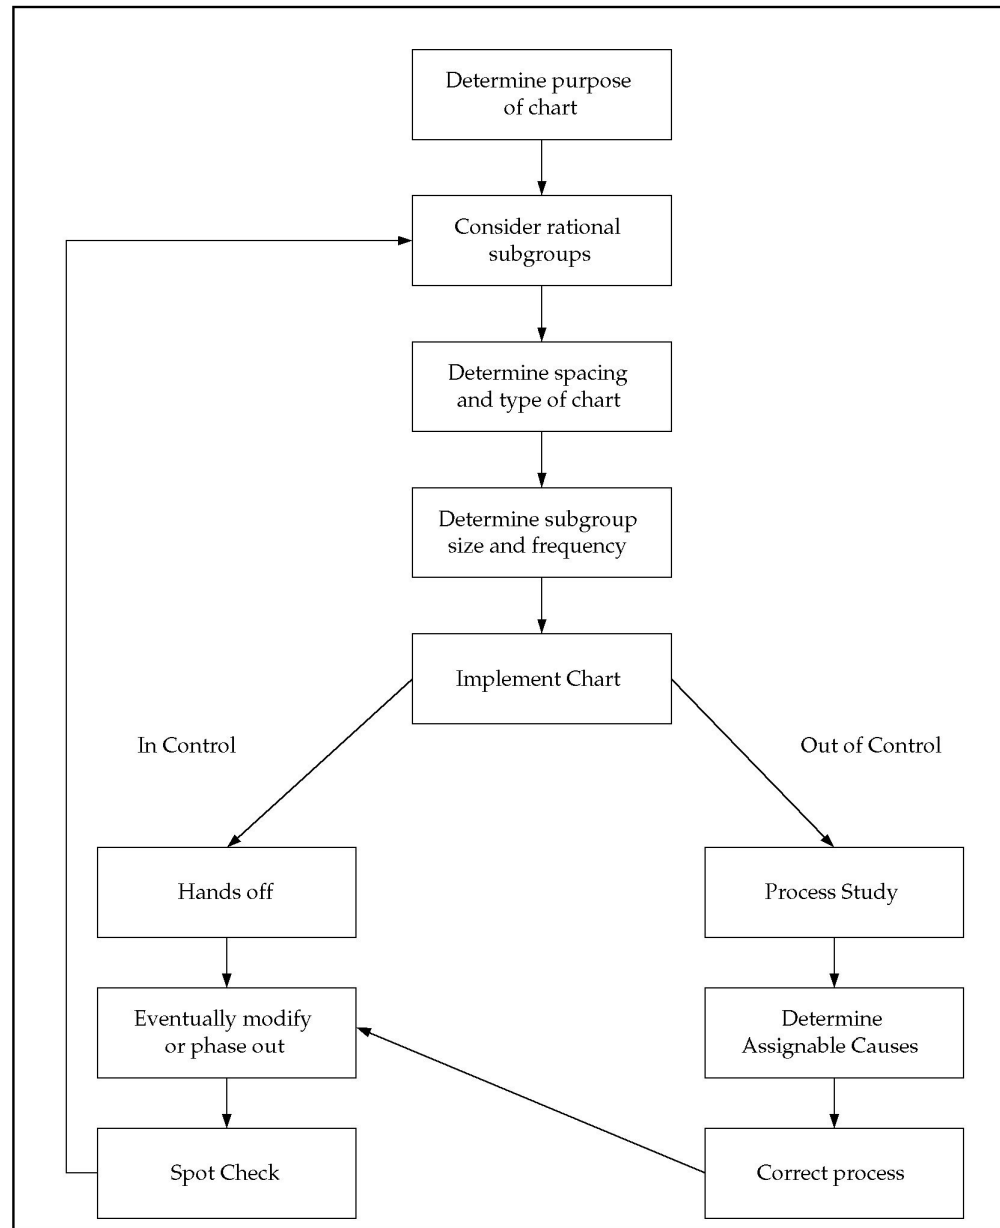 Determine purpose
of chart
Consider rational
subgroups
Determine spacing
and type of chart
Determine subgroup
size and frequency
Implement Chart
In Control
Out of Control
Hands off
Process Study
Eventually modify
or phase out
Determine
Assignable Causes
Spot Check
Correct process